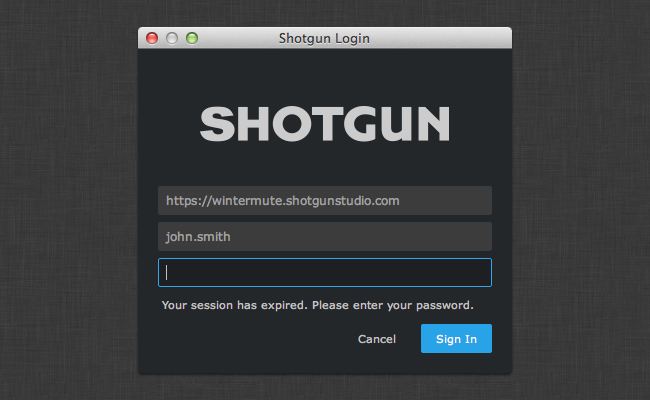 Shotgun Login
SHOTGUN
https://wintermute.shotgunstudio.com
john.smith
Your session has expired. Please enter your password.
Cancel
Sign In